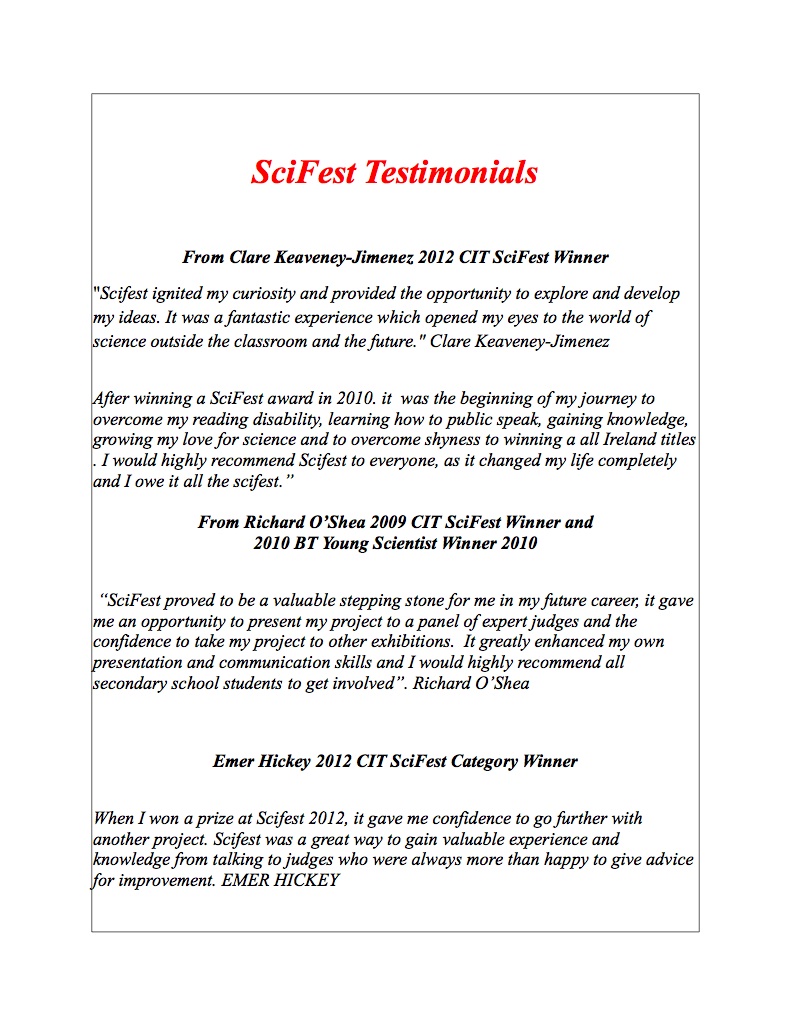 SciFest Testimonials
From Clare Keaveney-Jimenez 2012 CIT SciFest Winner
"Scifest ignited my curiosity and provided the opportunity to explore and develop
my ideas. It was a fantastic experience which opened my eyes to the world of
science outside the classroom and the future." Clare Keaveney-Jimenez
After winning a SciFest award in 2010. it  was the beginning of my journey to
overcome my reading disability, learning how to public speak, gaining knowledge,
growing my love for science and to overcome shyness to winning a all Ireland titles
. I would highly recommend Scifest to everyone, as it changed my life completely
and I owe it all the scifest.”
From Richard O’Shea 2009 CIT SciFest Winner and
2010 BT Young Scientist Winner 2010
“SciFest proved to be a valuable stepping stone for me in my future career, it gave
me an opportunity to present my project to a panel of expert judges and the
confidence to take my project to other exhibitions.  It greatly enhanced my own
presentation and communication skills and I would highly recommend all
secondary school students to get involved”. Richard O’Shea
Emer Hickey 2012 CIT SciFest Category Winner
When I won a prize at Scifest 2012, it gave me confidence to go further with
another project. Scifest was a great way to gain valuable experience and
knowledge from talking to judges who were always more than happy to give advice
for improvement. EMER HICKEY